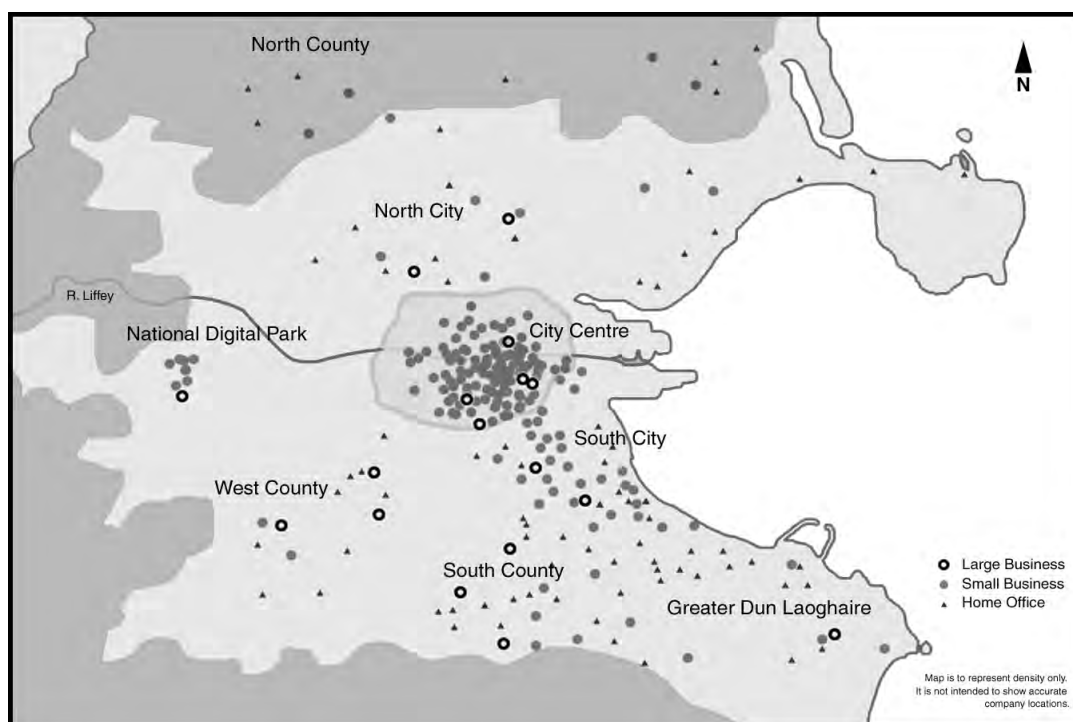 North County
N
North City
R. Liffey
National Digital Park
City Centre
South City
West County
South County
Large Business
Small Business
Home Office
Greater Dun Laoghaire
Map is to represent density only.
It is not intended to show accurate
company locations.